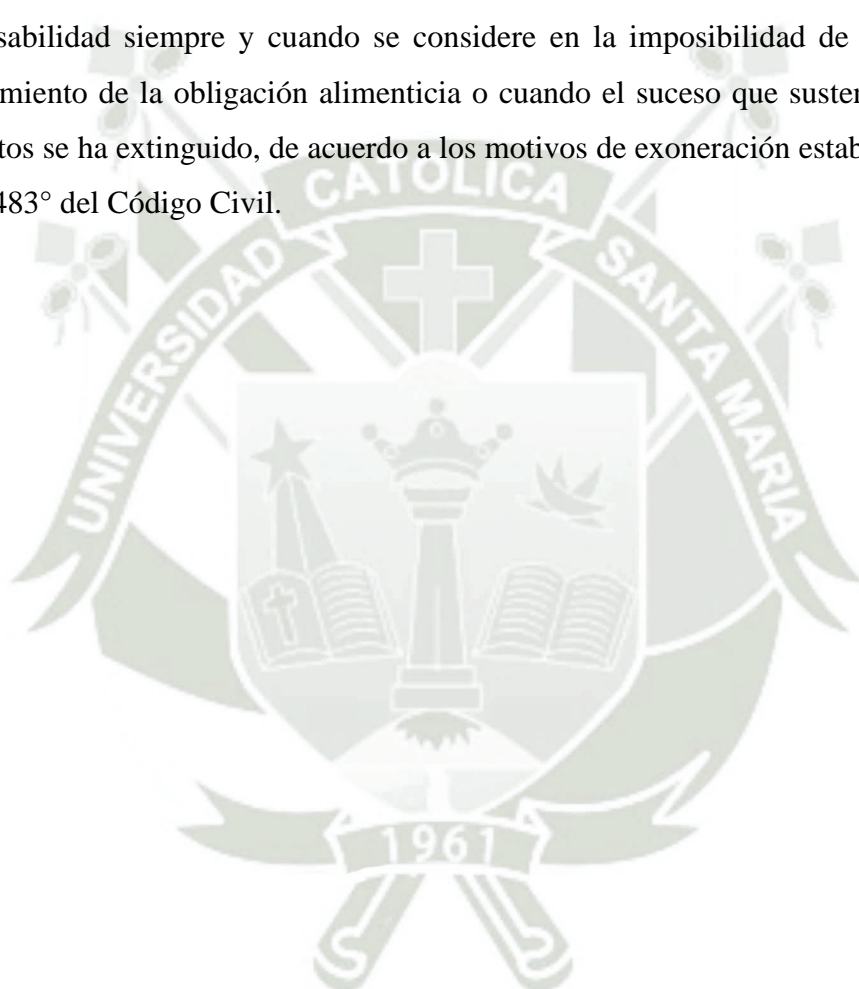 sabilidad siempre y cuando se considere en la imposibilidad de
miento de la obligación alimenticia o cuando el suceso que suster
tos se ha extinguido, de acuerdo a los motivos de exoneración estab
483° del Código Civil.
UNIVERSIDAD CATOLICA SANTA MARIA
1961